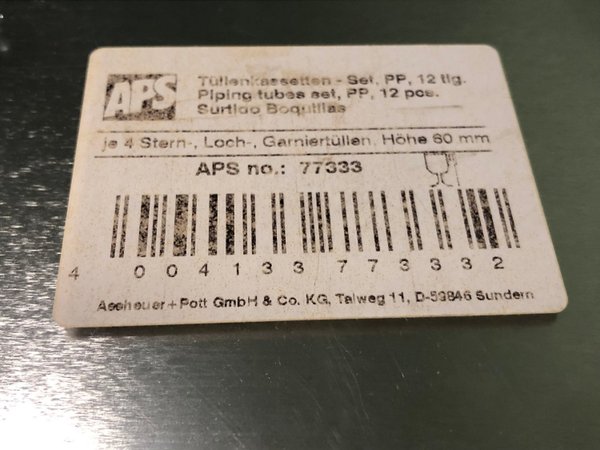 APS
Tüllenkassetten - Set, PP, 12 tlg.
Piping tubes set, PP, 12 pcs.
Surtido Boquillas
je 4 Stern-, Loch-, Garniertüllen, Höhe 60 mm
APS no.: 77333
4 004133 773332
Assheuer+Pott GmbH & Co. KG, Talweg 11, D-59846 Sundern